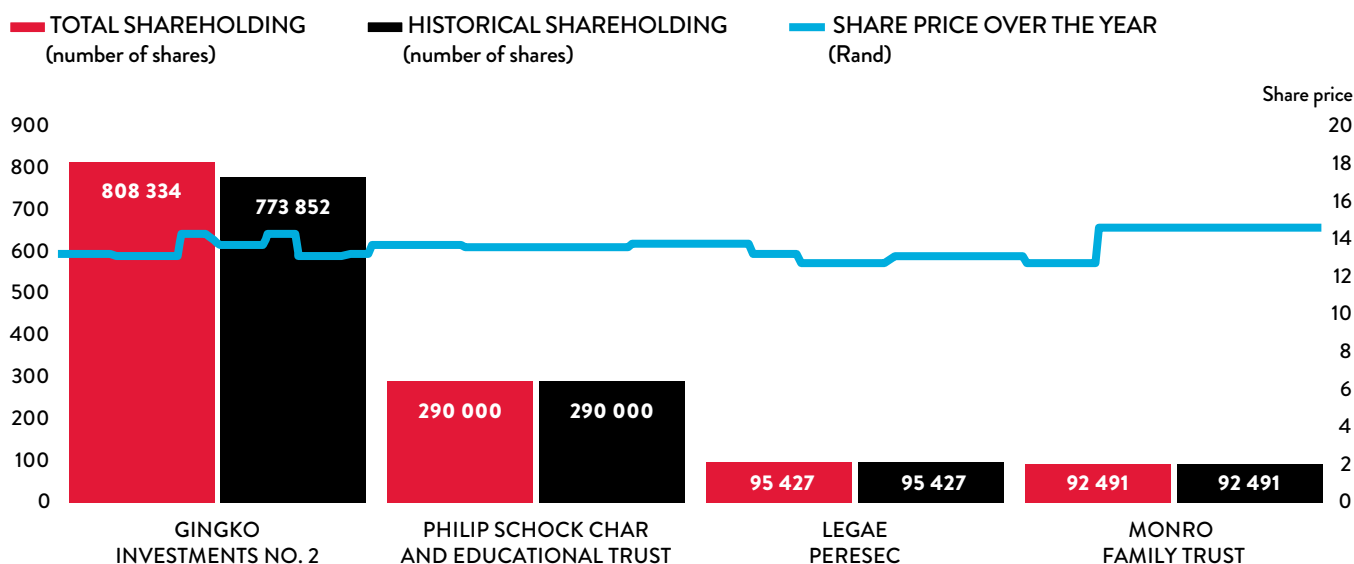 TOTAL SHAREHOLDING
(number of shares)
HISTORICAL SHAREHOLDING
(number of shares)
SHARE PRICE OVER THE YEAR
(Rand)
Share price
900
800
700
600
500
400
300
200
100
0
20
18
16
14
12
10
8
6
4
2
0
808 334
773 852
290 000
290 000
95 427
95 427
92 491
92 491
GINGKO
INVESTMENTS NO. 2
PHILIP SCHOCK CHAR
AND EDUCATIONAL TRUST
LEGAE
PERESEC
MONRO
FAMILY TRUST